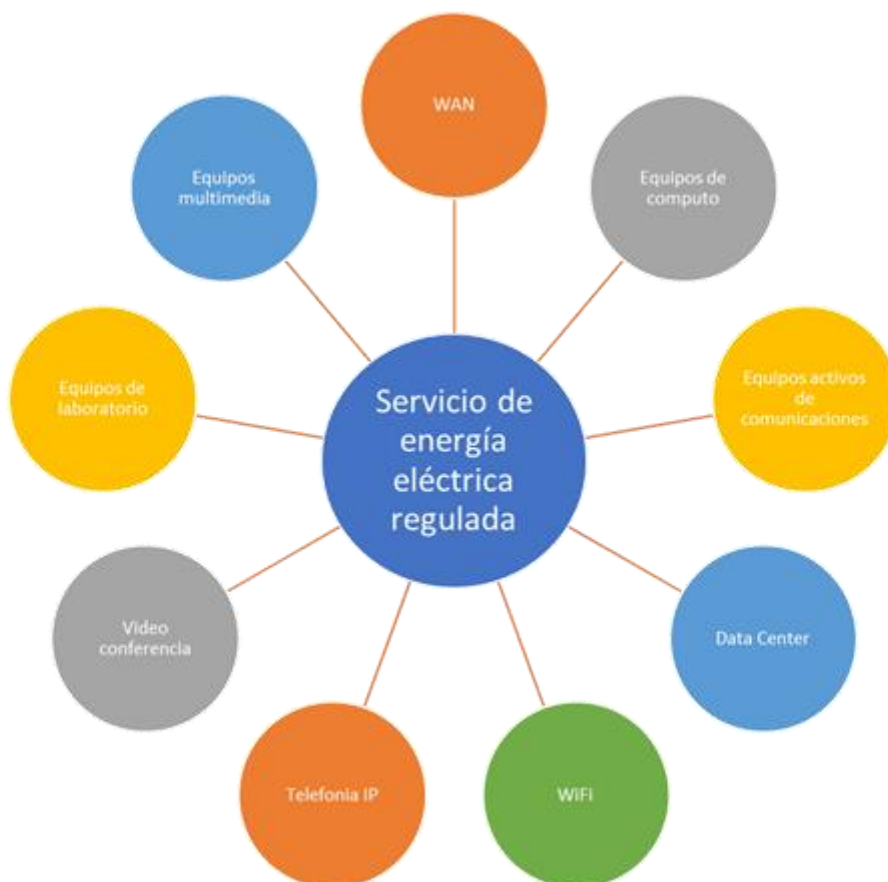 WAN
Equipos
multimedia
Equipos de
computo
Equipos de
laboratorio
Servicio de
energía
eléctrica
regulada
Equipos activos
de
comunicaciones
Video
conferencia
Data Center
Telefonia IP
WiFi